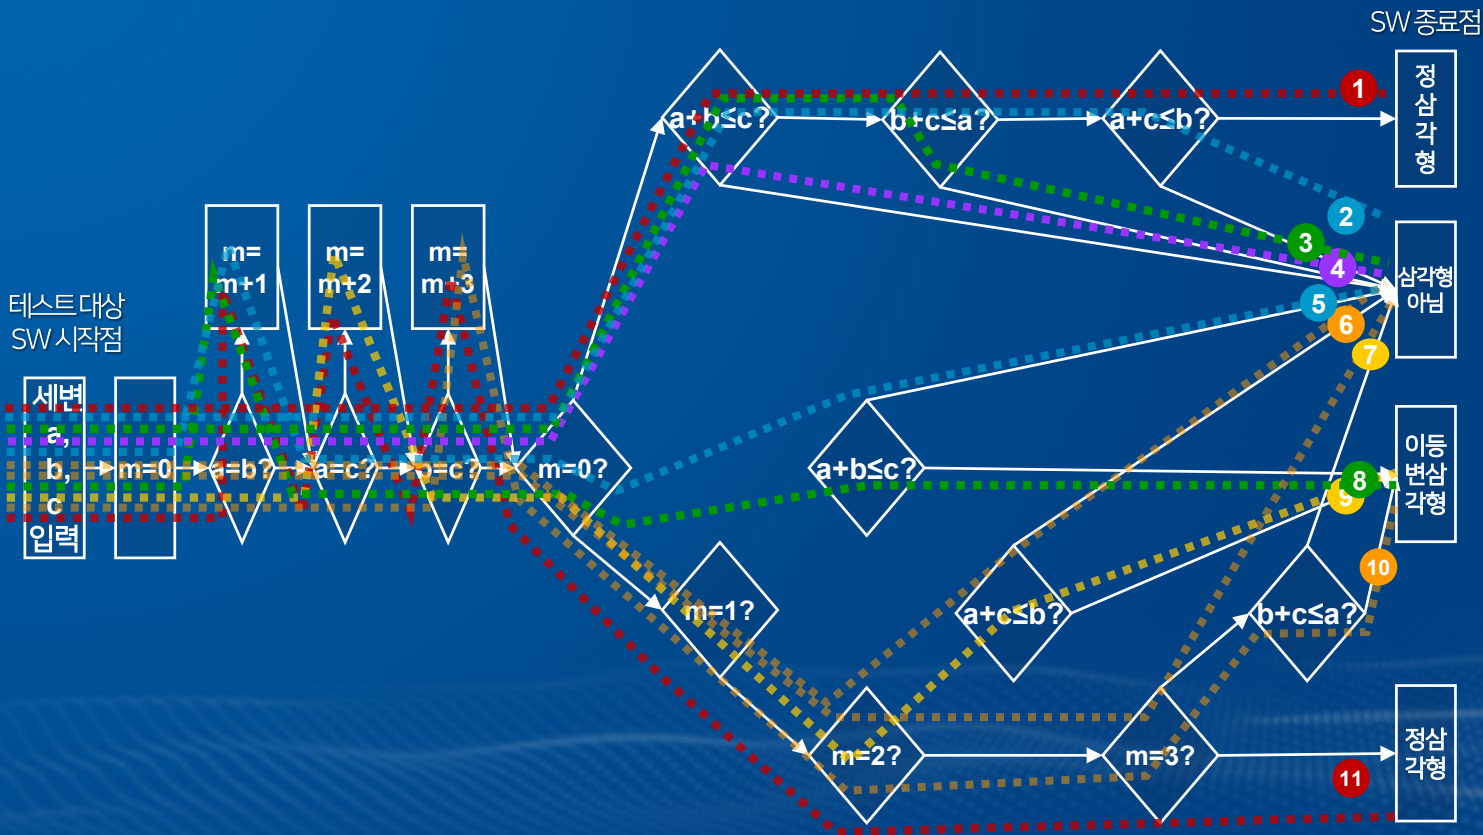 SW 종료점
정
삼
각
형
a+b≤c?
b+c≤a?
a+c≤b?
1
2
3
4
5
6
7
삼각형
아님
m=
m+1
m=
m+2
m=
m+3
테스트 대상
SW 시작점
세변
a,
b,
c
입력
m=0
a=b?
a=c?
b=c?
m=0?
a+b≤c?
8
9
이등
변삼
각형
10
m=1?
a+c≤b?
b+c≤a?
m=2?
m=3?
11
정삼
각형